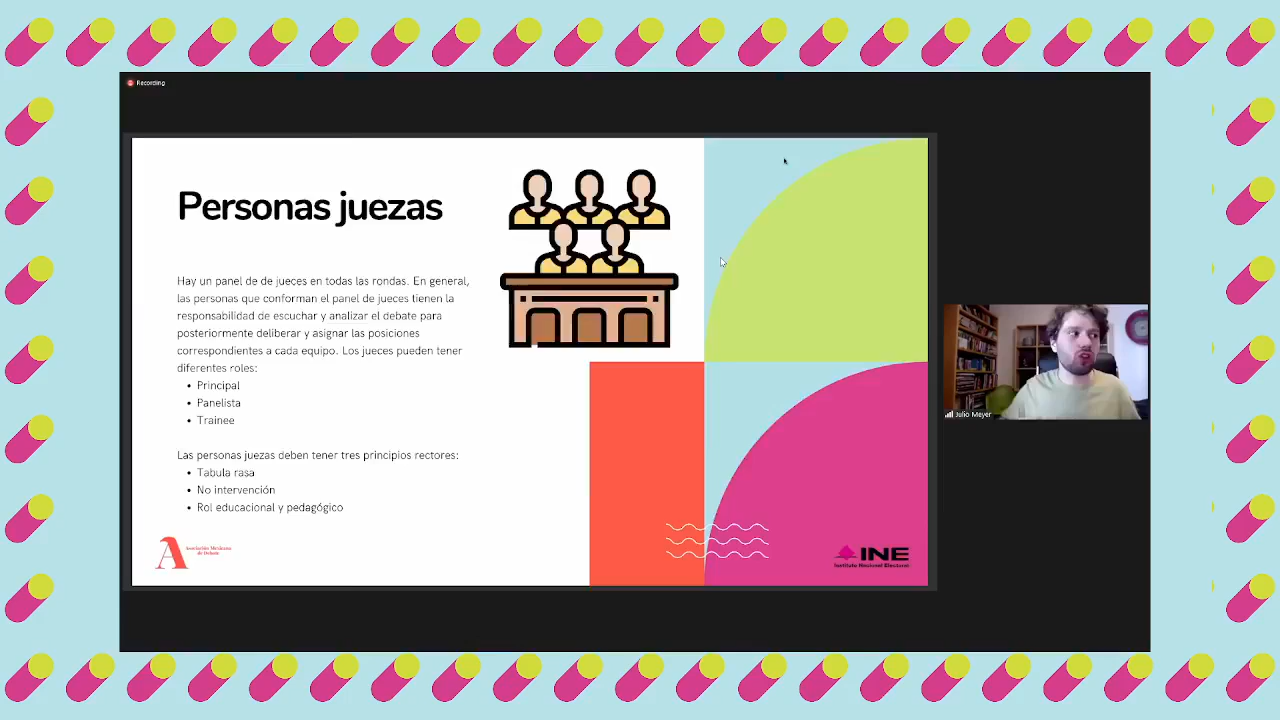 Recording
Personas juezas
Hay un panel de de jueces en todas las rondas. En general,
las personas que conforman el panel de jueces tienen la
responsabilidad de escuchar y analizar el debate para
posteriormente deliberar y asignar las posiciones
correspondientes a cada equipo. Los jueces pueden tener
diferentes roles:
• Principal
• Panelista
• Trainee
Las personas juezas deben tener tres principios rectores:
• Tabula rasa
• No intervención
• Rol educacional y pedagógico
A
Asociación Mexicana
de Debate
INE
Instituto Nacional Electoral
Julio Meyer